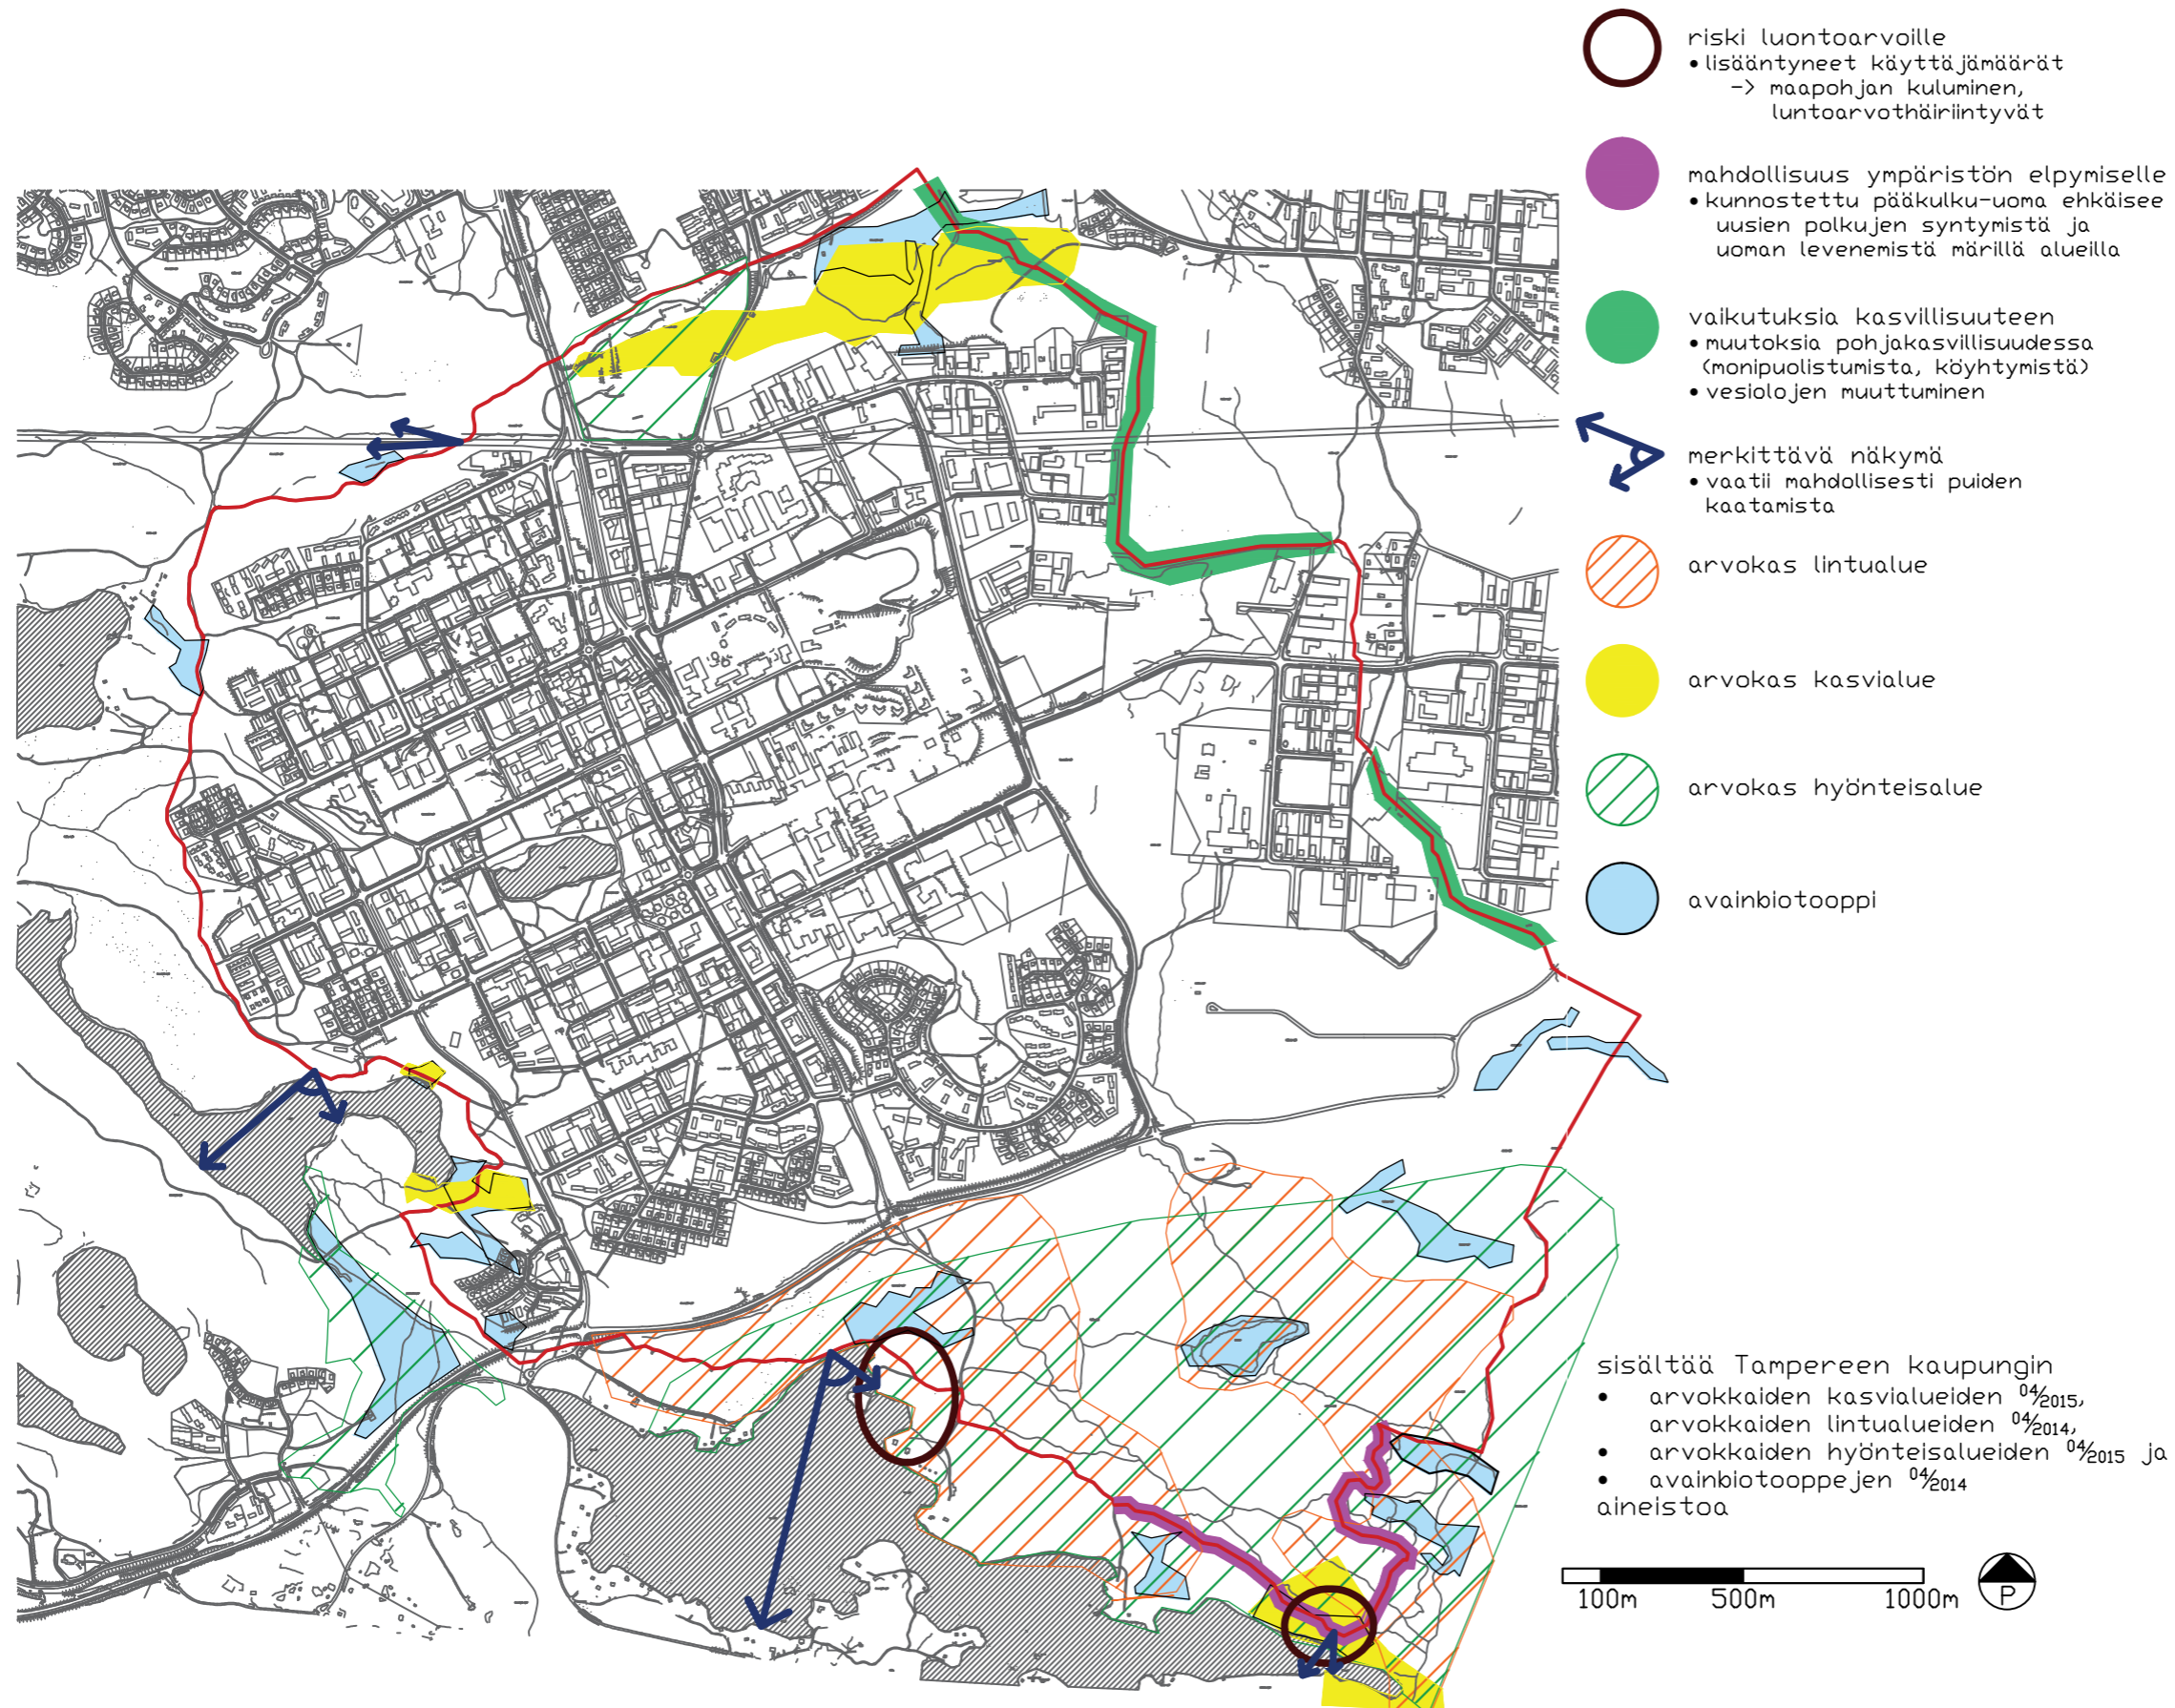 riski luontoarvoille
• lisääntyneet käyttäjämäärät
-> maapohjan kuluminen,
luntoarvothäiriintyvät
mahdollisuus ympäristön elpymiselle
• kunnostettu pääkulku-uoma ehkäisee
uusien polkujen syntymistä ja
uoman levenemistä märillä alueilla
vaikutuksia kasvillisuuteen
• muutoksia pohjakasvillisuudessa
(monipuolistumista, köyhtymistä)
• vesiolojen muuttuminen
merkittävä näkymä
• vaatii mahdollisesti puiden
kaatamista
arvokas lintualue
arvokas kasvialue
arvokas hyönteisalue
avainbiotooppi
sisältää Tampereen kaupungin
• arvokkaiden kasvialueiden 04/2015,
arvokkaiden lintualueiden 04/2014,
• arvokkaiden hyönteisalueiden 04/2015 ja
• avainbiotooppejen 04/2014
aineistoa
100m 500m 1000m P